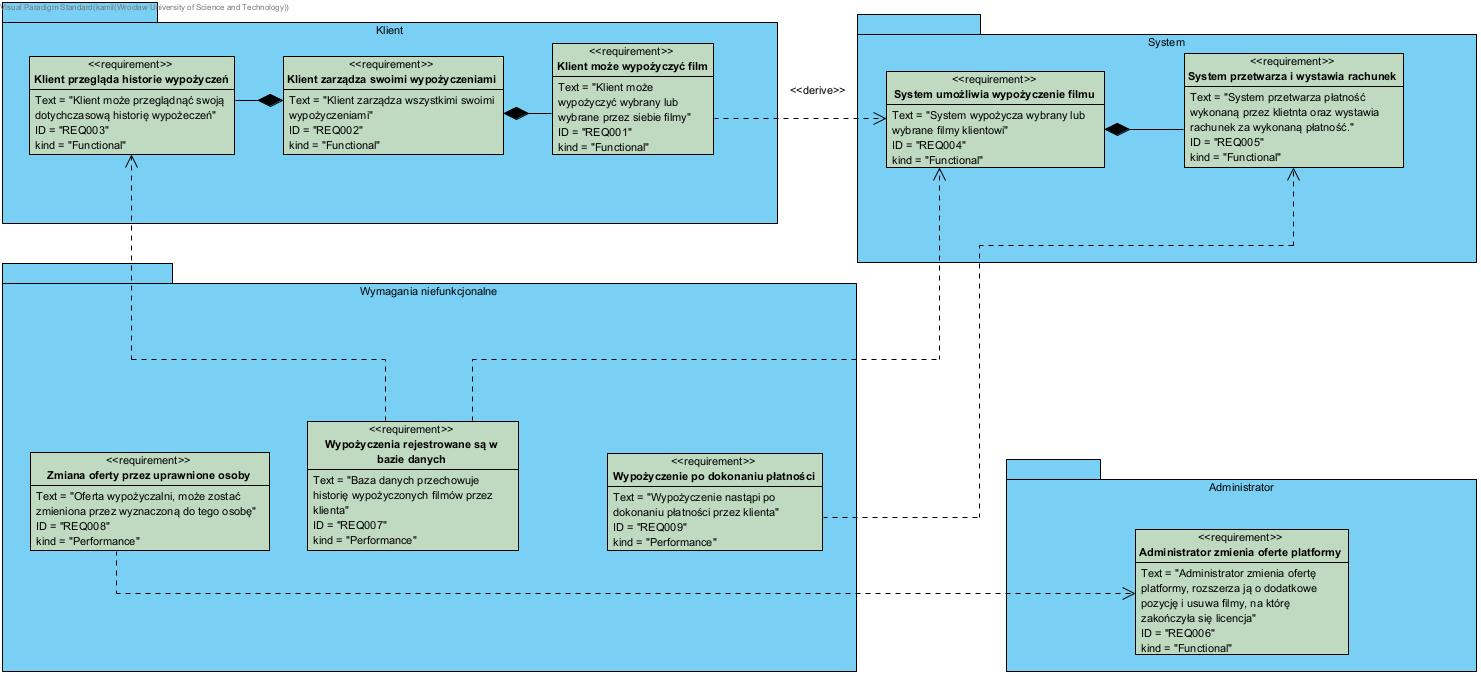 Visual Paradigm Standard(kamil(Wroclaw University of Science and Technology))
Klient
<<requirement>>
Klient przegląda historie wypożyczeń
Text = "Klient może przeglądnąć swoją
dotychczasową historię wypożeczeń"
ID = "REQ003"
kind = "Functional"
<<requirement>>
Klient zarządza swoimi wypożyczeniami
Text = "Klient zarządza wszystkimi swoimi
wypożyczeniami"
ID = "REQ002"
kind = "Functional"
<<requirement>>
Klient może wypożyczyć film
Text = "Klient może
wypożyczyć wybrany lub
wybrane przez siebie filmy"
ID = "REQ001"
kind = "Functional"
<<derive>>
System
<<requirement>>
System umożliwia wypożyczenie filmu
Text = "System wypożycza wybrany lub
wybrane filmy klientowi"
ID = "REQ004"
kind = "Functional"
<<requirement>>
System przetwarza i wystawia rachunek
Text = "System przetwarza płatność
wykonaną przez klietnta oraz wystawia
rachunek za wykonaną płatność."
ID = "REQ005"
kind = "Functional"
Wymagania niefunkcjonalne
<<requirement>>
Zmiana oferty przez uprawnione osoby
Text = "Oferta wypożyczalni, może zostać
zmieniona przez wyznaczoną do tego osobę"
ID = "REQ008"
kind = "Performance"
<<requirement>>
Wypożyczenia rejestrowane są w
bazie danych
Text = "Baza danych przechowuje
historię wypożyczonych filmów przez
klienta"
ID = "REQ007"
kind = "Performance"
<<requirement>>
Wypożyczenie po dokonaniu płatności
Text = "Wypożyczenie nastąpi po
dokonaniu płatności przez klienta"
ID = "REQ009"
kind = "Performance"
Administrator
<<requirement>>
Administrator zmienia oferte platformy
Text = "Administrator zmienia ofertę
platformy, rozszerza ją o dodatkowe
pozycję i usuwa filmy, na którę
zakończyła się licencja"
ID = "REQ006"
kind = "Functional"